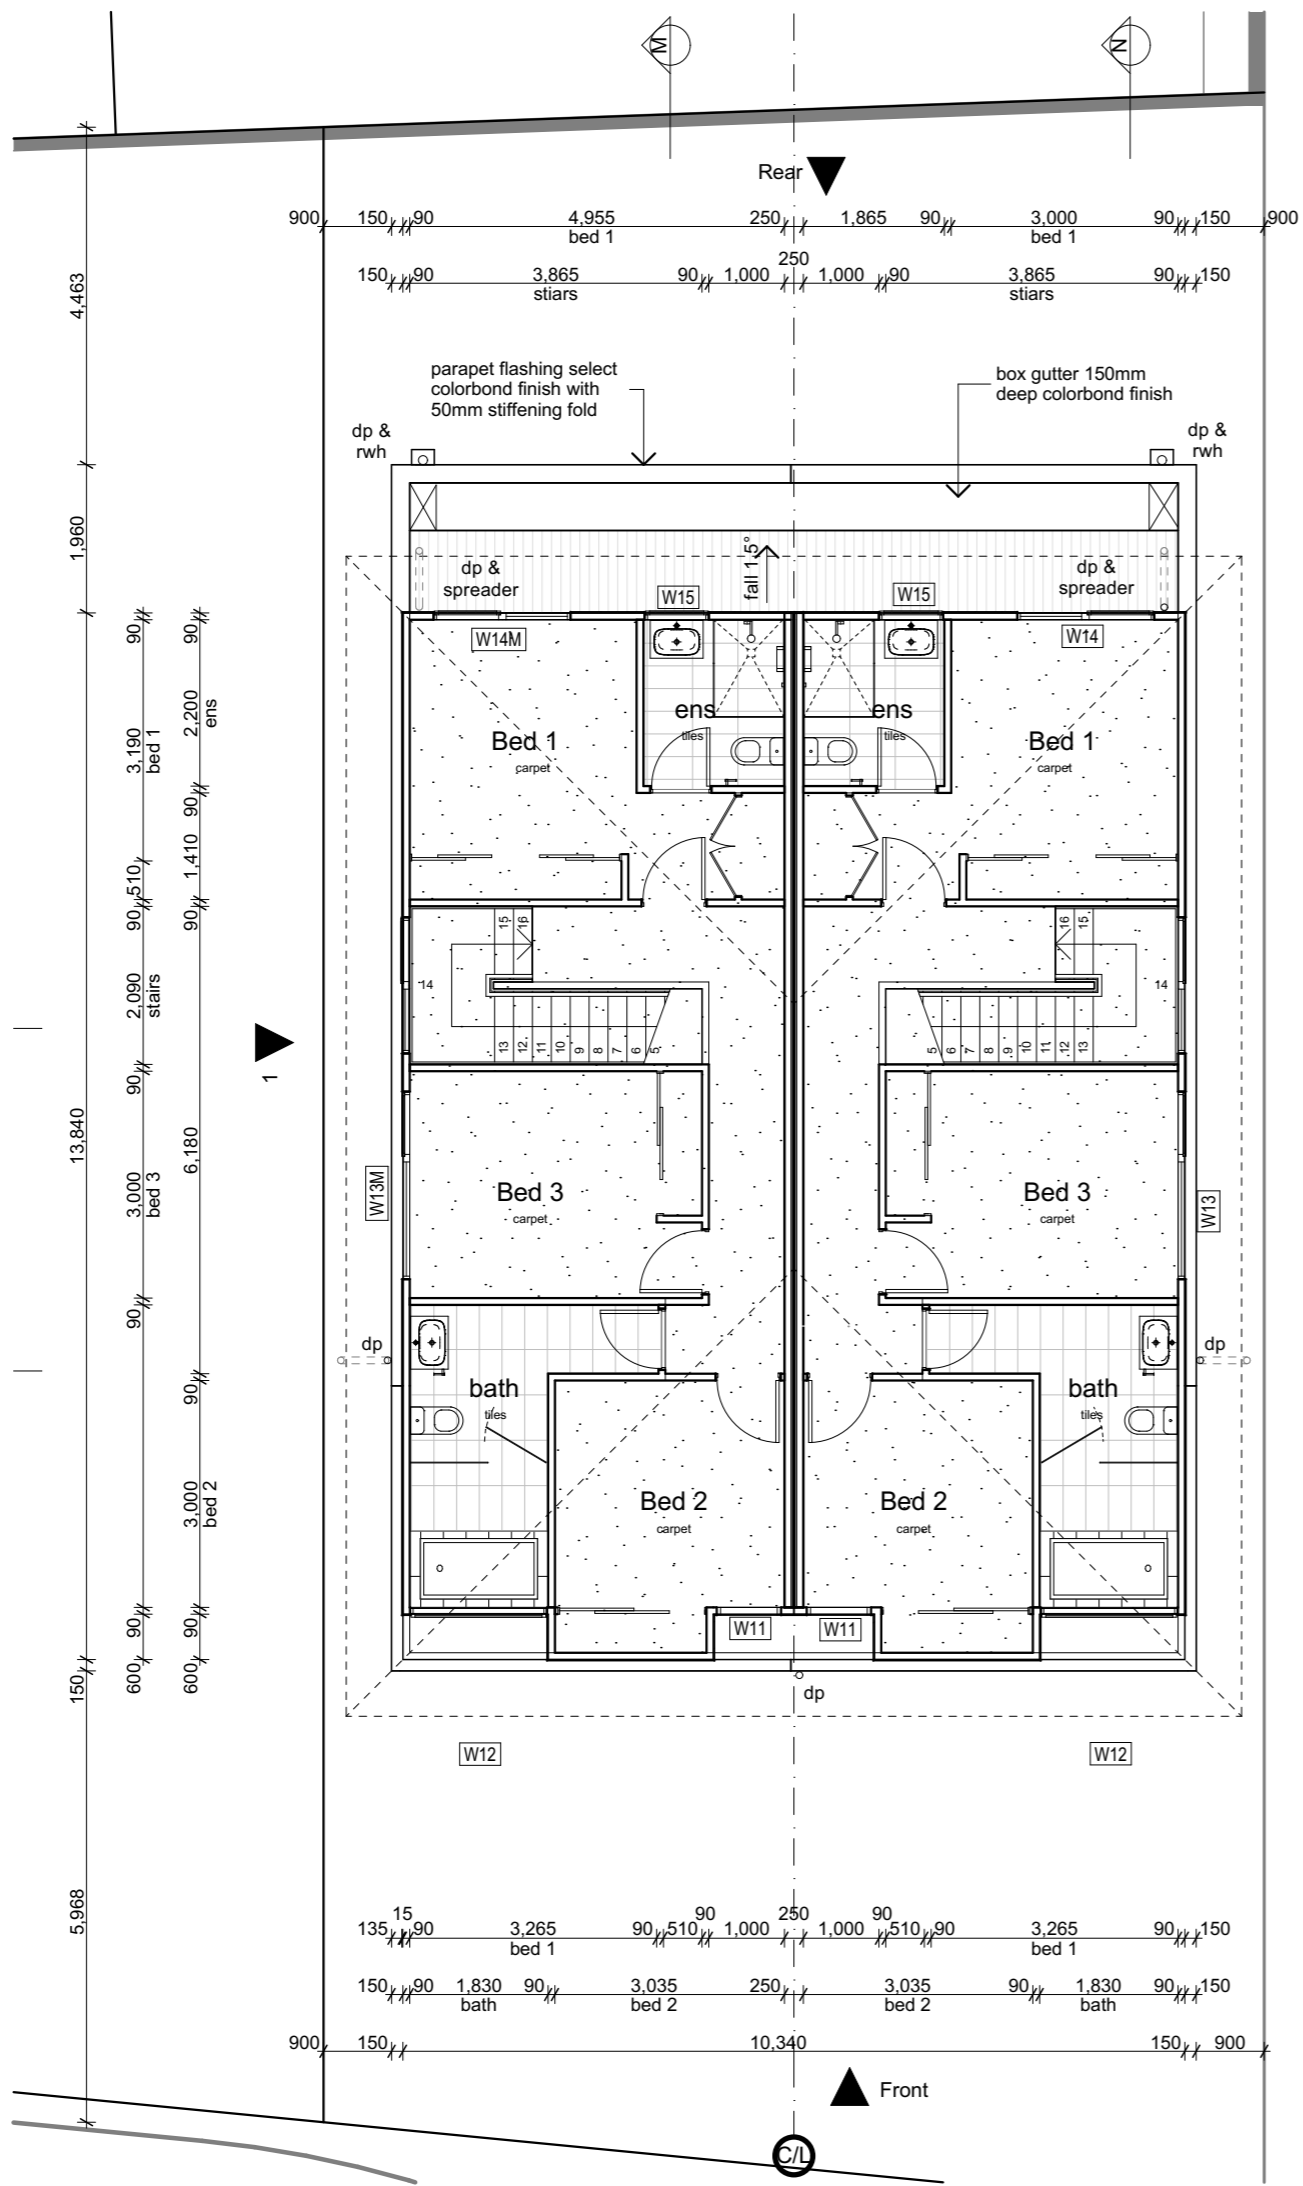 M
N
Rear
900 150 90 4,955 250 1,865 90 3,000 90 150 900
bed 1 bed 1
250
150 90 3,865 90 1,000 1,000 90 3,865 90 150
stiars stiars
4,463
parapet flashing select
colorbond finish with
50mm stiffening fold
box gutter 150mm
deep colorbond finish
dp &
rwh
dp &
rwh
1,960
fall 1.5°
dp &
spreader
dp &
spreader
W15
W15
W14M
W14
90
90
2,200
ens
3,190
bed 1
ens
tiles
ens
tiles
Bed 1
carpet
Bed 1
carpet
90
1,410
510
90
90
15 16
16 15
14
14
2,090
stairs
13 12 11 10 9 8 7 6 5
5 6 7 8 9 10 11 12 13
1
90
13,840
6,180
3,000
bed 3
W13M
Bed 3
carpet
Bed 3
carpet
W13
90
dp
dp
90
bath
tiles
bath
tiles
3,000
bed 2
Bed 2
carpet
Bed 2
carpet
90
90
W11
W11
150
600
600
dp
W12
W12
5,968
15 90 250 90
135 90 3,265 90 510 1,000 1,000 510 90 3,265 90 150
bed 1 bed 1
150 90 1,830 90 3,035 250 3,035 90 1,830 90 150
bath bed 2 bed 2 bath
900 150 10,340 150 900
Front
C/L